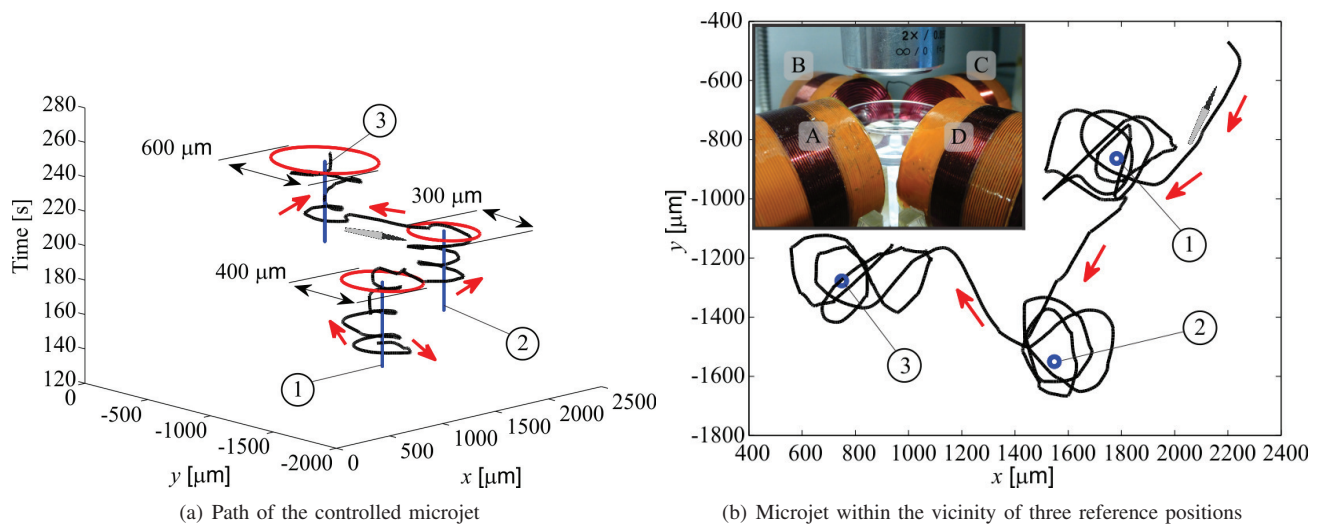 280
260
240
220
200
180
160
140
120
Time [s]
600 μm
300 μm
400 μm
3
2
1
0
-500
-1000
-1500
-2000
y [μm]
0
500
1000
1500
2000
2500
x [μm]
(a) Path of the controlled microjet
-400
-600
-800
-1000
-1200
-1400
-1600
-1800
y [μm]
2× / 0.
∞ / 0
B
C
A
D
1
2
3
400
600
800
1000
1200
1400
1600
1800
2000
2200
2400
x [μm]
(b) Microjet within the vicinity of three reference positions